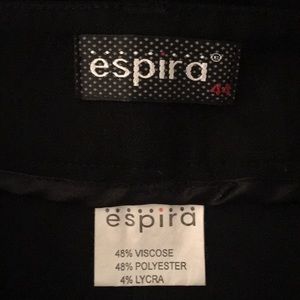 espira®
44
espira
48% VISCOSE
48% POLYESTER
4% LYCRA